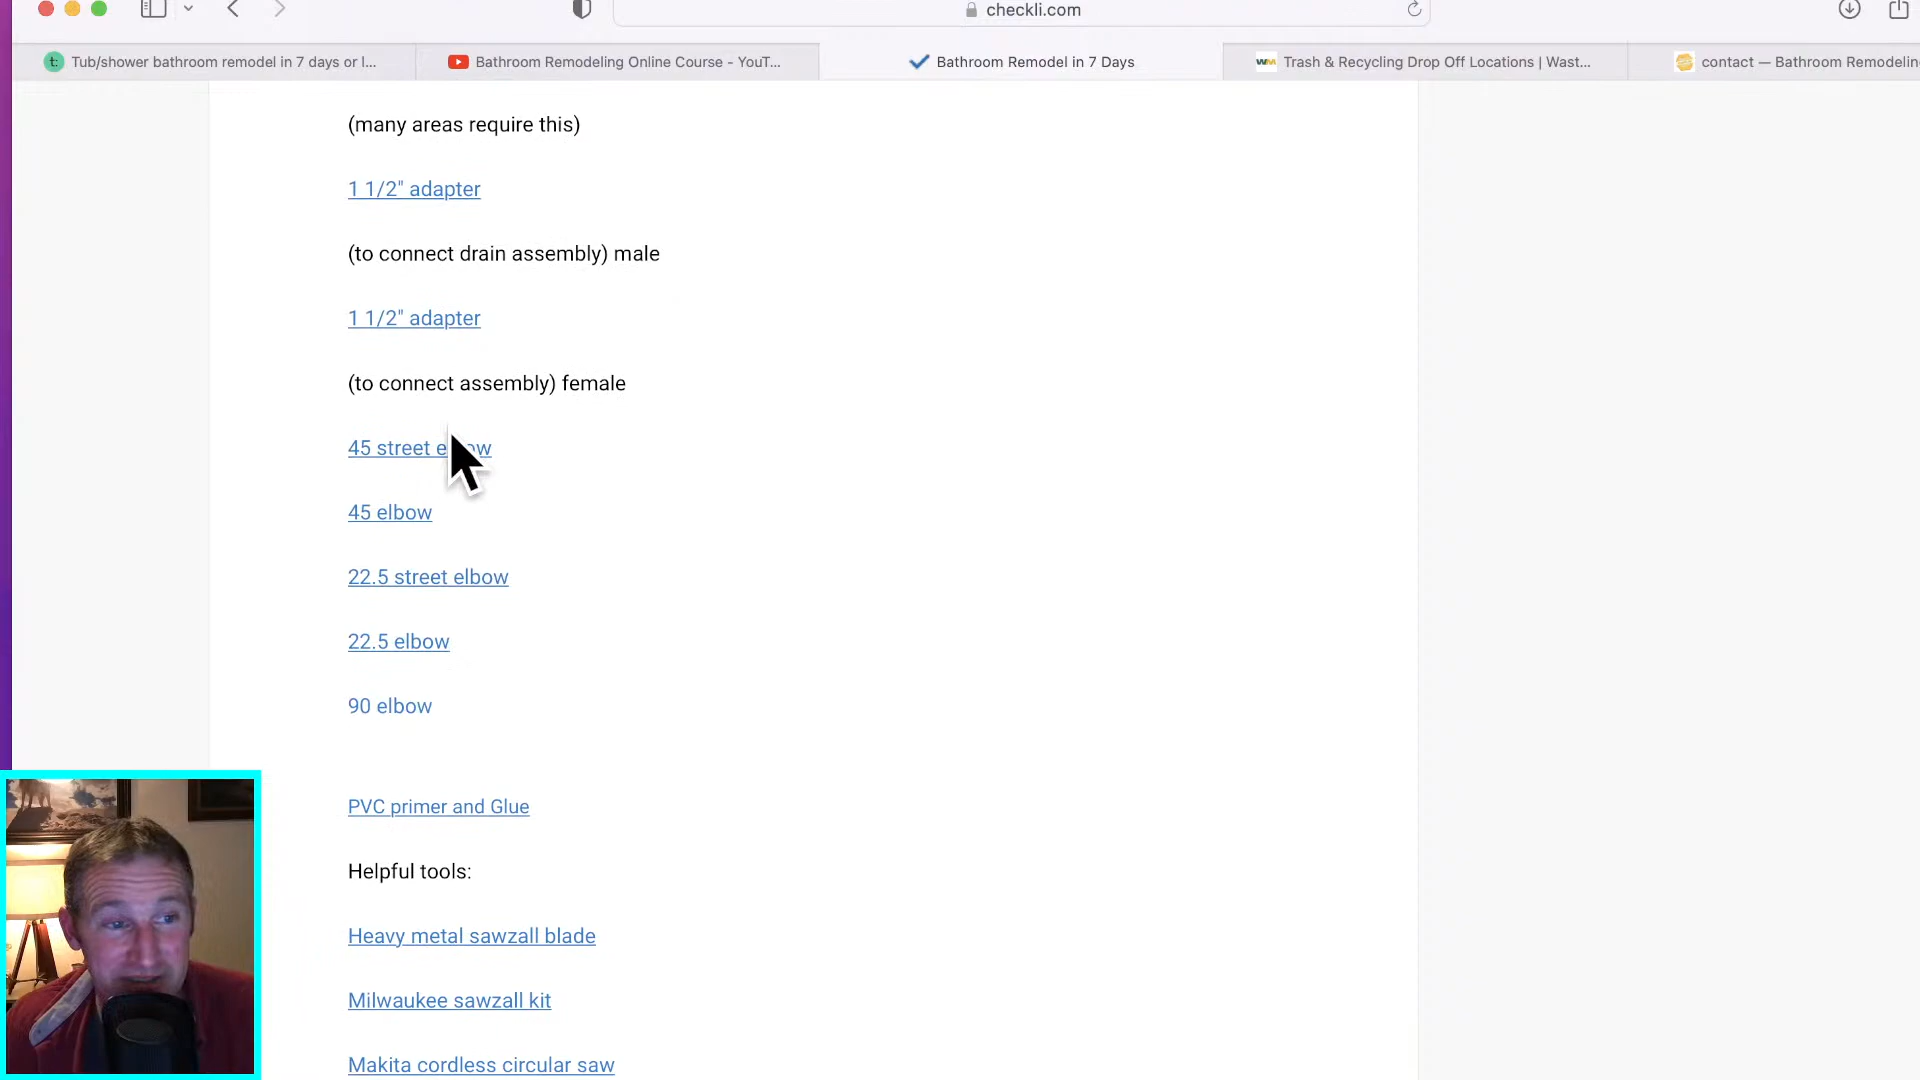 checkli.com
Tub/shower bathroom remodel in 7 days or l...
Bathroom Remodeling Online Course - YouT...
Bathroom Remodel in 7 Days
WM Trash & Recycling Drop Off Locations | Wast...
contact — Bathroom Remodelin
(many areas require this)
1 1/2" adapter
(to connect drain assembly) male
1 1/2" adapter
(to connect assembly) female
45 street elbow
45 elbow
22.5 street elbow
22.5 elbow
90 elbow
PVC primer and Glue
Helpful tools:
Heavy metal sawzall blade
Milwaukee sawzall kit
Makita cordless circular saw